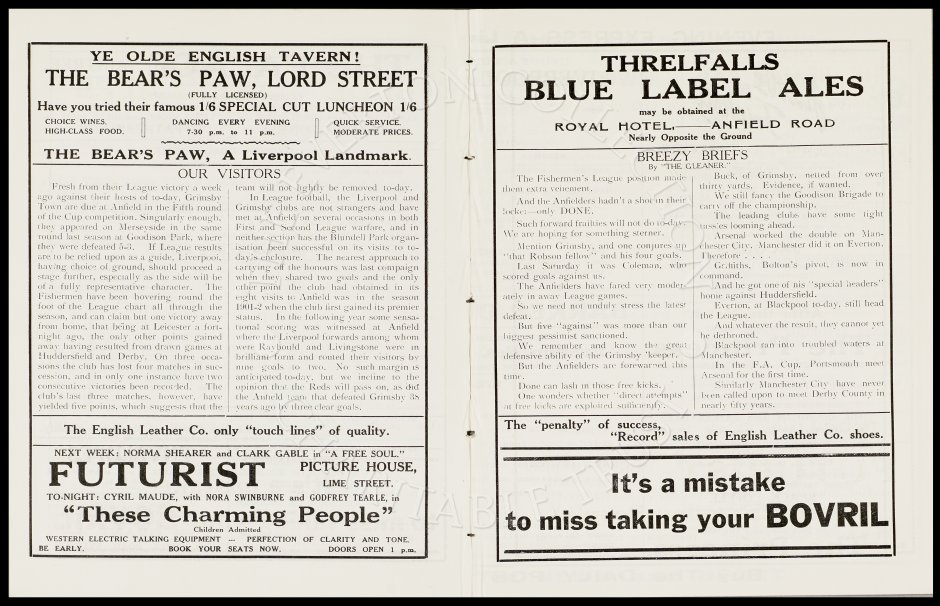 YE OLDE ENGLISH TAVERN!
THE BEAR'S PAW, LORD STREET
(FULLY LICENSED)
Have you tried their famous 1/6 SPECIAL CUT LUNCHEON 1/6
CHOICE WINES.
HIGH-CLASS FOOD.
DANCING EVERY EVENING
7-30 p.m. to 11 p.m.
QUICK SERVICE.
MODERATE PRICES.
THE BEAR'S PAW, A Liverpool Landmark.
OUR VISITORS
Fresh from their League victory a week
ago against their hosts of to-day, Grimsby
Town are due at Anfield in the Fifth round
of the Cup competition. Singularly enough,
they appeared on Merseyside in the same
round last season at Goodison Park, where
they were defeated 5-3. If League results
are to be relied upon as a guide, Liverpool,
having choice of ground, should proceed a
stage further, especially as the side will be
of a fully representative character. The
Fishermen have been hovering round the
foot of the League chart all through the
season, and can claim but one victory away
from home, that being at Leicester a fort-
night ago, the only other points gained
away having resulted from drawn games at
Huddersfield and Derby. On three occa-
sions the club has lost four matches in suc-
cession, and in only one instance have two
consecutive victories been recorded. The
club's last three matches, however, have
yielded five points, which suggests that the
team will not lightly be removed to-day.
In League football, the Liverpool and
Grimsby clubs are not strangers and have
met at Anfield on several occasions in both
First and Second League warfare, and in
neither section has the Blundell Park organ-
isation been successful on its visits to to-
day's enclosure. The nearest approach to
carrying off the honours was last campaign
when they shared two goals and the only
other point the club had obtained in its
eight visits to Anfield was in the season
1901-2 when the club first gained its premier
status. In the following year some sensa-
tional scoring was witnessed at Anfield
where the Liverpool forwards among whom
were Raybould and Livingstone were in
brilliant form and routed their visitors by
nine goals to two. No such margin is
anticipated to-day, but we incline to the
opinion that the Reds will pass on, as did
the Anfield team that defeated Grimsby 38
years ago by three clear goals.
The English Leather Co. only "touch lines" of quality.
NEXT WEEK: NORMA SHEARER and CLARK GABLE in "A FREE SOUL."
FUTURIST PICTURE HOUSE,
LIME STREET.
TO-NIGHT: CYRIL MAUDE, with NORA SWINBURNE and GODFREY TEARLE, in
"These Charming People"
Children Admitted
WESTERN ELECTRIC TALKING EQUIPMENT — PERFECTION OF CLARITY AND TONE.
BE EARLY. BOOK YOUR SEATS NOW. DOORS OPEN 1 p.m.
THRELFALLS
BLUE LABEL ALES
may be obtained at the
ROYAL HOTEL,—ANFIELD ROAD
Nearly Opposite the Ground
BREEZY BRIEFS
By "THE GLEANER."
The Fishermen's League position made
them extra vehement.
And the Anfielders hadn't a shot in their
locker—only DONE.
Such forward frailties will not do to-day.
We are hoping for something sterner.
Mention Grimsby, and one conjures up
"that Robson fellow" and his four goals.
Last Saturday it was Coleman, who
scored goals against us.
The Anfielders have fared very moder-
ately in away League games.
So we need not unduly stress the latest
defeat.
But five "against" was more than our
biggest pessimist sanctioned.
We remember and know the great
defensive ability of the Grimsby 'keeper.
But the Anfielders are forewarned this
time.
Done can lash in those free kicks.
One wonders whether "direct attempts"
at free kicks are exploited sufficiently.
Buck, of Grimsby, netted from over
thirty yards. Evidence, if wanted.
We still fancy the Goodison Brigade to
carry off the championship.
The leading clubs have some tight
tussles looming ahead.
Arsenal worked the double on Man-
chester City. Manchester did it on Everton.
Therefore . . . .
Griffiths, Bolton's pivot, is now in
command.
And he got one of his "special headers"
home against Huddersfield.
Everton, at Blackpool to-day, still head
the League.
And whatever the result, they cannot yet
be dethroned.
Blackpool ran into troubled waters at
Manchester.
In the F.A. Cup, Portsmouth meet
Arsenal for the first time.
Similarly Manchester City have never
been called upon to meet Derby County in
nearly fifty years.
The "penalty" of success,
"Record" sales of English Leather Co. shoes.
It's a mistake
to miss taking your BOVRIL